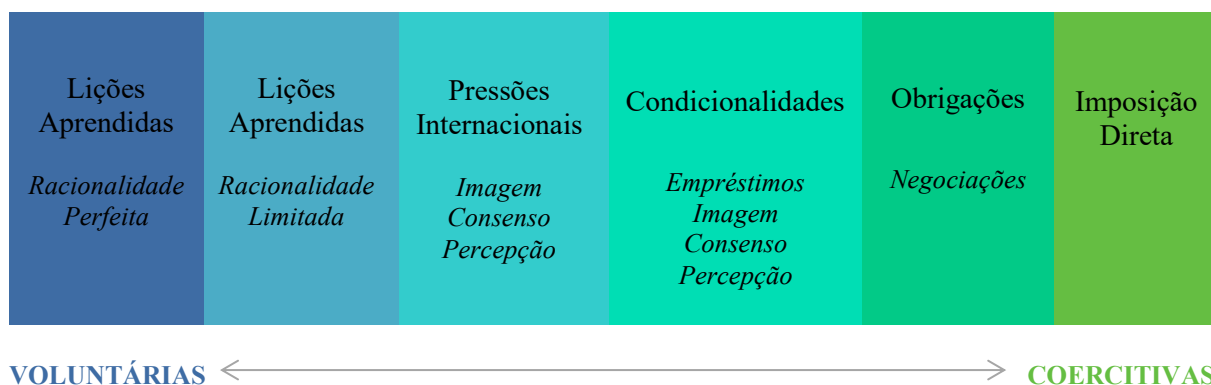 Lições
Aprendidas
Racionalidade
Perfeita
Lições
Aprendidas
Racionalidade
Limitada
Pressões
Internacionais
Imagem
Consenso
Percepção
Condicionalidades
Empréstimos
Imagem
Consenso
Percepção
Obrigações
Negociações
Imposição
Direta
VOLUNTÁRIAS
COERCITIVAS